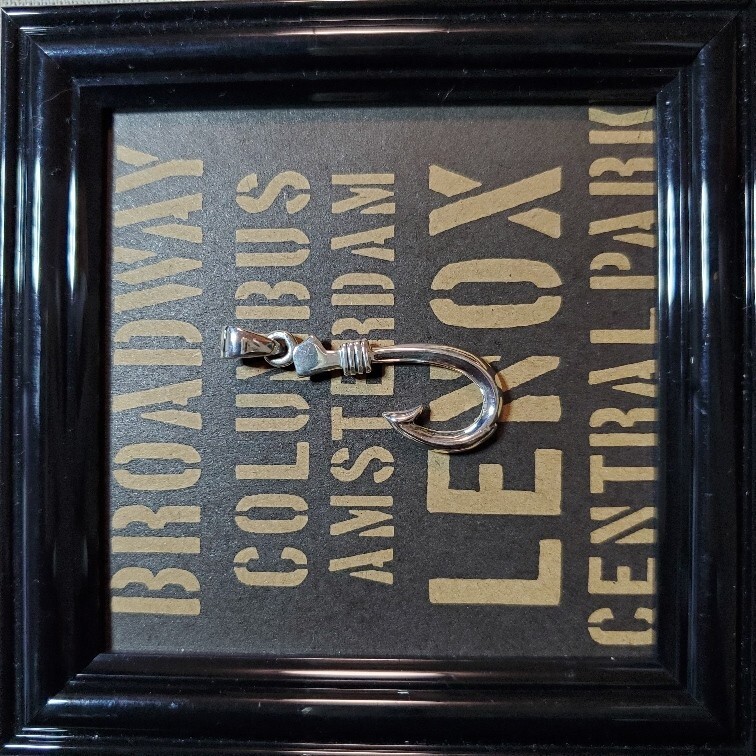 BROADWAY
COLUMBUS
AMSTERDAM
LENOX
CENTRAL PARK